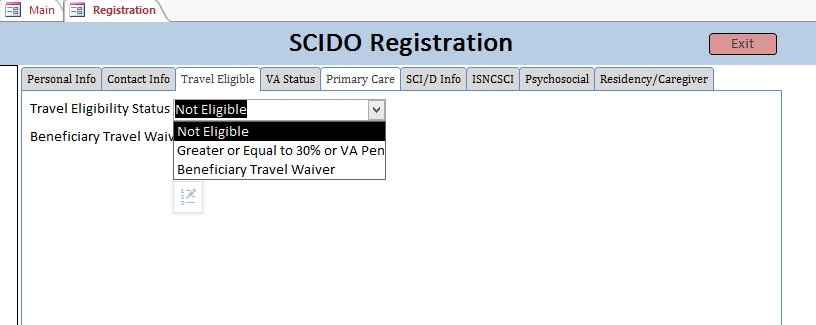 Main Registration
SCIDO Registration
Exit
Personal Info Contact Info Travel Eligible VA Status Primary Care SCI/D Info ISNCSCI Psychosocial Residency/Caregiver
Travel Eligibility Status Not Eligible
Not Eligible
Beneficiary Travel Waiv
Greater or Equal to 30% or VA Pen
Beneficiary Travel Waiver